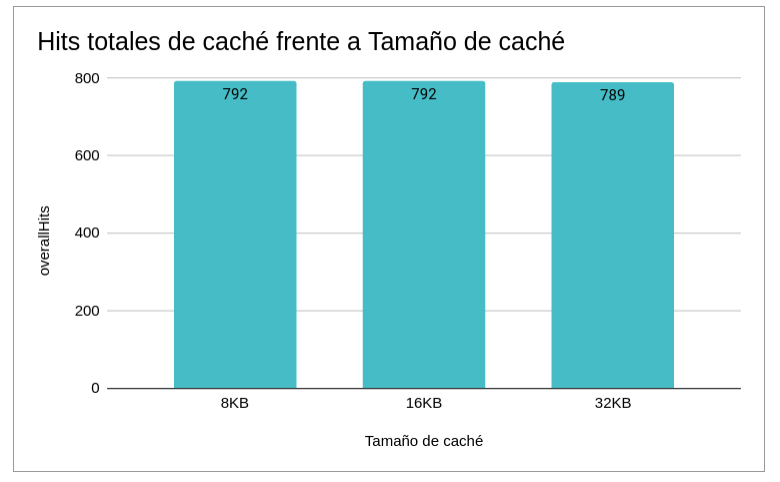 Hits totales de caché frente a Tamaño de caché
800
600
400
200
0
overallHits
792
792
789
8KB
16KB
32KB
Tamaño de caché